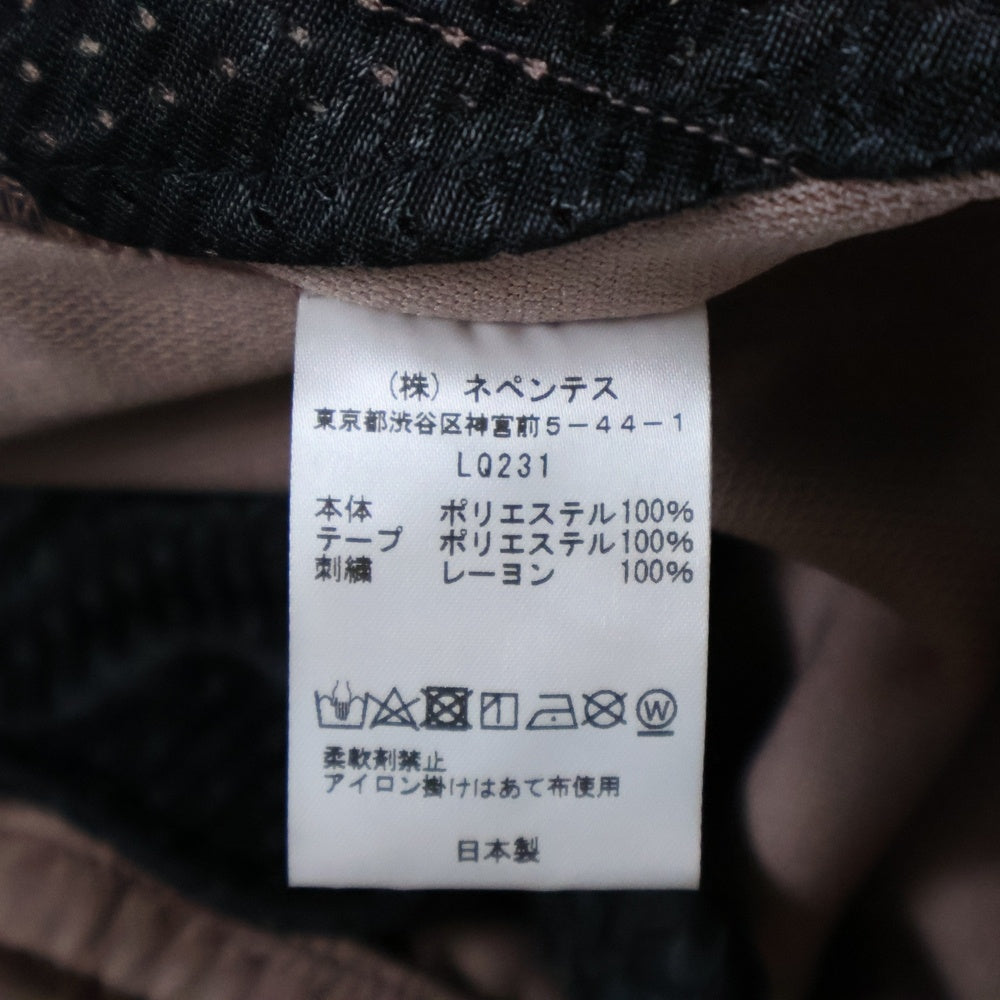 （株）ネペンテス
東京都渋谷区神宮前５−４４−１
LQ231
本体 ポリエステル100%
テープ ポリエステル100%
刺繍 レーヨン 100%
W
柔軟剤禁止
アイロン掛けはあて布使用
日本製